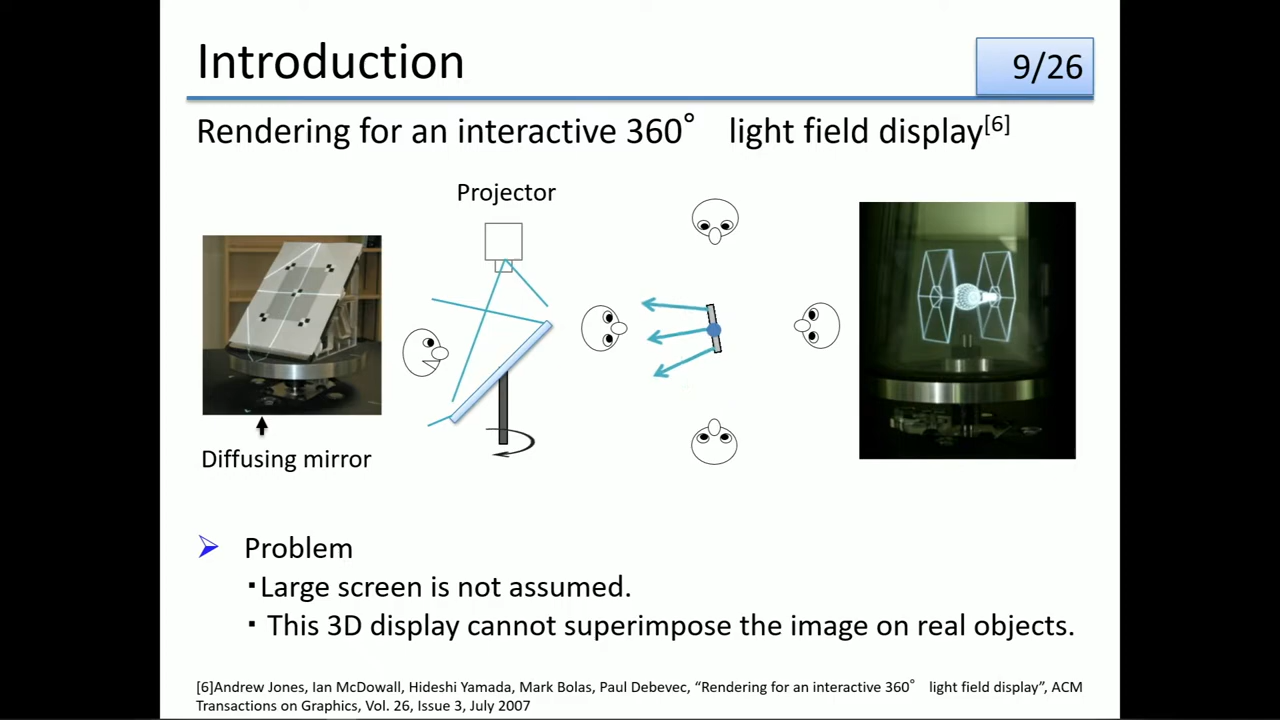 Introduction
9/26
Rendering for an interactive 360° light field display[6]
Projector
Diffusing mirror
Problem
・Large screen is not assumed.
・ This 3D display cannot superimpose the image on real objects.
[6]Andrew Jones, Ian McDowall, Hideshi Yamada, Mark Bolas, Paul Debevec, “Rendering for an interactive 360° light field display”, ACM
Transactions on Graphics, Vol. 26, Issue 3, July 2007